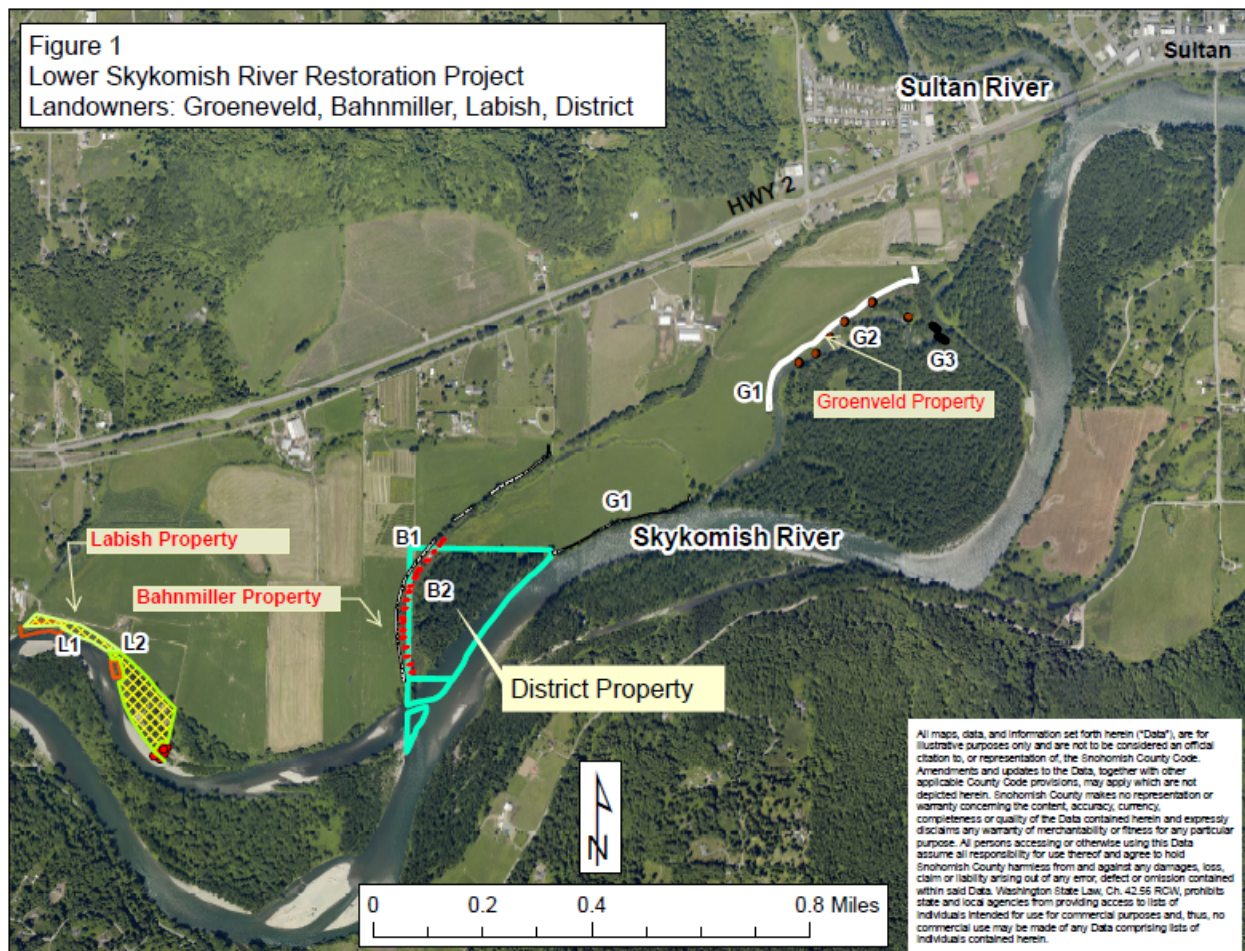 Figure 1
Lower Skykomish River Restoration Project
Landowners: Groeneveld, Bahnmiller, Labish, District
Sultan
Sultan River
HWY 2
G2
G3
G1
Groenveld Property
G1
Skykomish River
B1
Labish Property
B2
Bahnmiller Property
L1
L2
District Property
N
0 0.2 0.4 0.8 Miles
All maps, data, and information set forth herein ("Data"), are for
illustrative purposes only and are not to be considered an official
citation to, or representation of, the Snohomish County Code.
Amendments and updates to the Data, together with other
applicable County Code provisions, may apply which are not
depicted herein. Snohomish County makes no representation or
warranty concerning the content, accuracy, currency,
completeness or quality of the Data contained herein and expressly
disclaims any warranty of merchantability or fitness for any particular
purpose. All persons accessing or otherwise using this Data
assume all responsibility for use thereof and agree to hold
Snohomish County harmless from and against any damages, loss,
claim or liability arising out of any error, defect or omission contained
within said Data. Washington State Law, Ch. 42.56 RCW, prohibits
state and local agencies from providing access to lists of
individuals intended for use for commercial purposes and, thus, no
commercial use may be made of any Data comprising lists of
individuals contained herein.